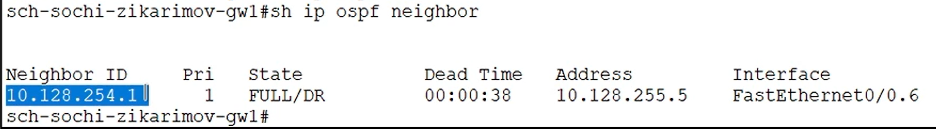 sch-sochi-zikarimov-gw1#sh ip ospf neighbor
Neighbor ID Pri State Dead Time Address Interface
10.128.254.1 1 FULL/DR 00:00:38 10.128.255.5 FastEthernet0/0.6
sch-sochi-zikarimov-gw1#